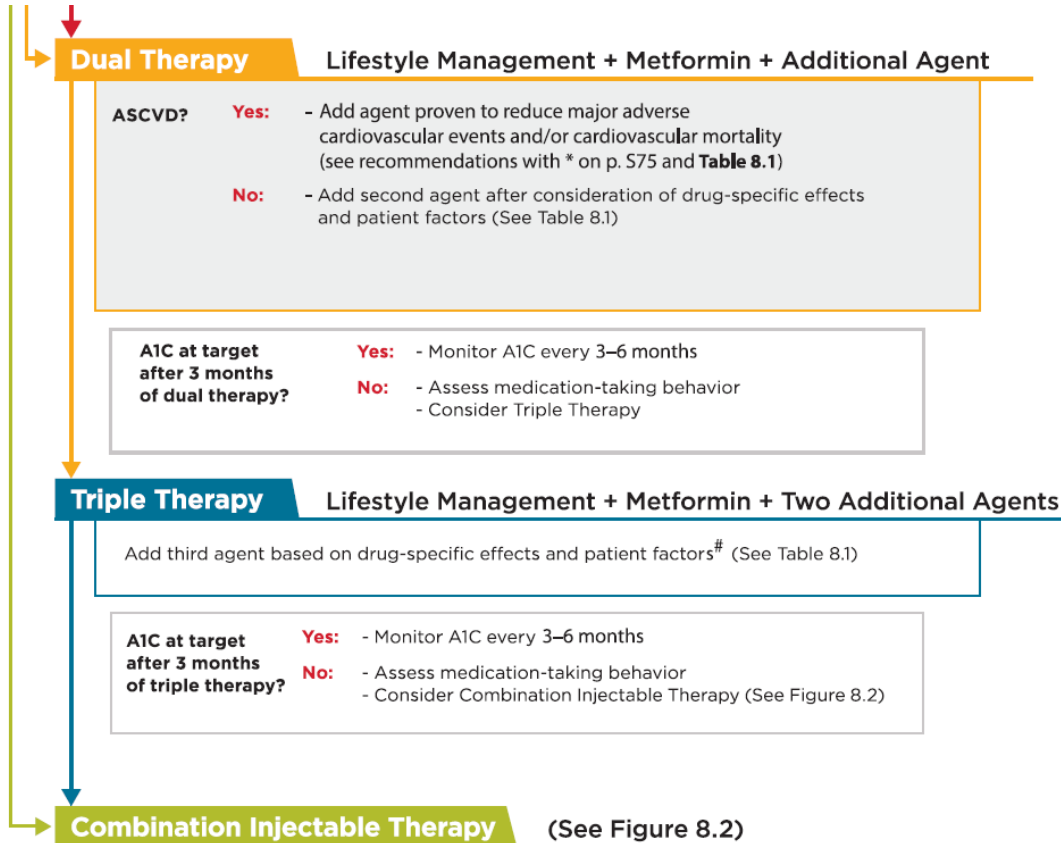 Dual Therapy Lifestyle Management + Metformin + Additional Agent
ASCVD? Yes: - Add agent proven to reduce major adverse
cardiovascular events and/or cardiovascular mortality
(see recommendations with * on p. S75 and Table 8.1)
No: - Add second agent after consideration of drug-specific effects
and patient factors (See Table 8.1)
A1C at target
after 3 months
of dual therapy?
Yes: - Monitor A1C every 3–6 months
No: - Assess medication-taking behavior
- Consider Triple Therapy
Triple Therapy Lifestyle Management + Metformin + Two Additional Agents
Add third agent based on drug-specific effects and patient factors# (See Table 8.1)
A1C at target
after 3 months
of triple therapy?
Yes: - Monitor A1C every 3–6 months
No: - Assess medication-taking behavior
- Consider Combination Injectable Therapy (See Figure 8.2)
Combination Injectable Therapy (See Figure 8.2)